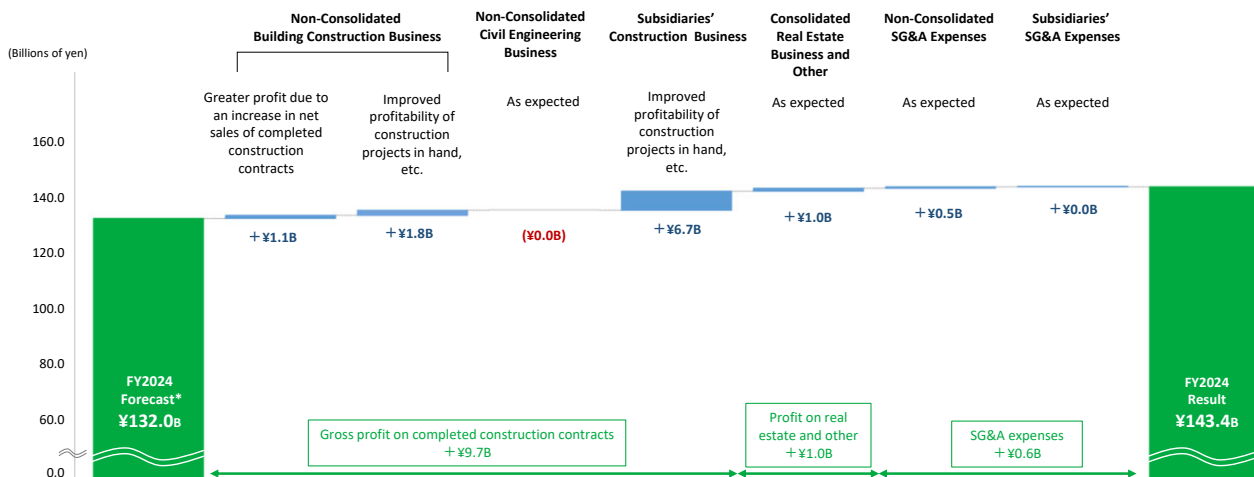 (Billions of yen)
Non-Consolidated
Building Construction Business
Non-Consolidated
Civil Engineering
Business
Subsidiaries'
Construction Business
Consolidated
Real Estate
Business and
Other
Non-Consolidated
SG&A Expenses
Subsidiaries'
SG&A Expenses
Greater profit due to
an increase in net
sales of completed
construction
contracts
Improved
profitability of
construction
projects in hand,
etc.
As expected
Improved
profitability of
construction
projects in hand,
etc.
As expected
As expected
As expected
160.0
140.0
120.0
100.0
80.0
60.0
0.0
+¥1.1B
+¥1.8B
(¥0.0B)
+¥6.7B
+¥1.0B
+¥0.5B
+¥0.0B
FY2024
Forecast*
¥132.0B
Gross profit on completed construction contracts
+¥9.7B
Profit on real
estate and other
+¥1.0B
SG&A expenses
+¥0.6B
FY2024
Result
¥143.4B